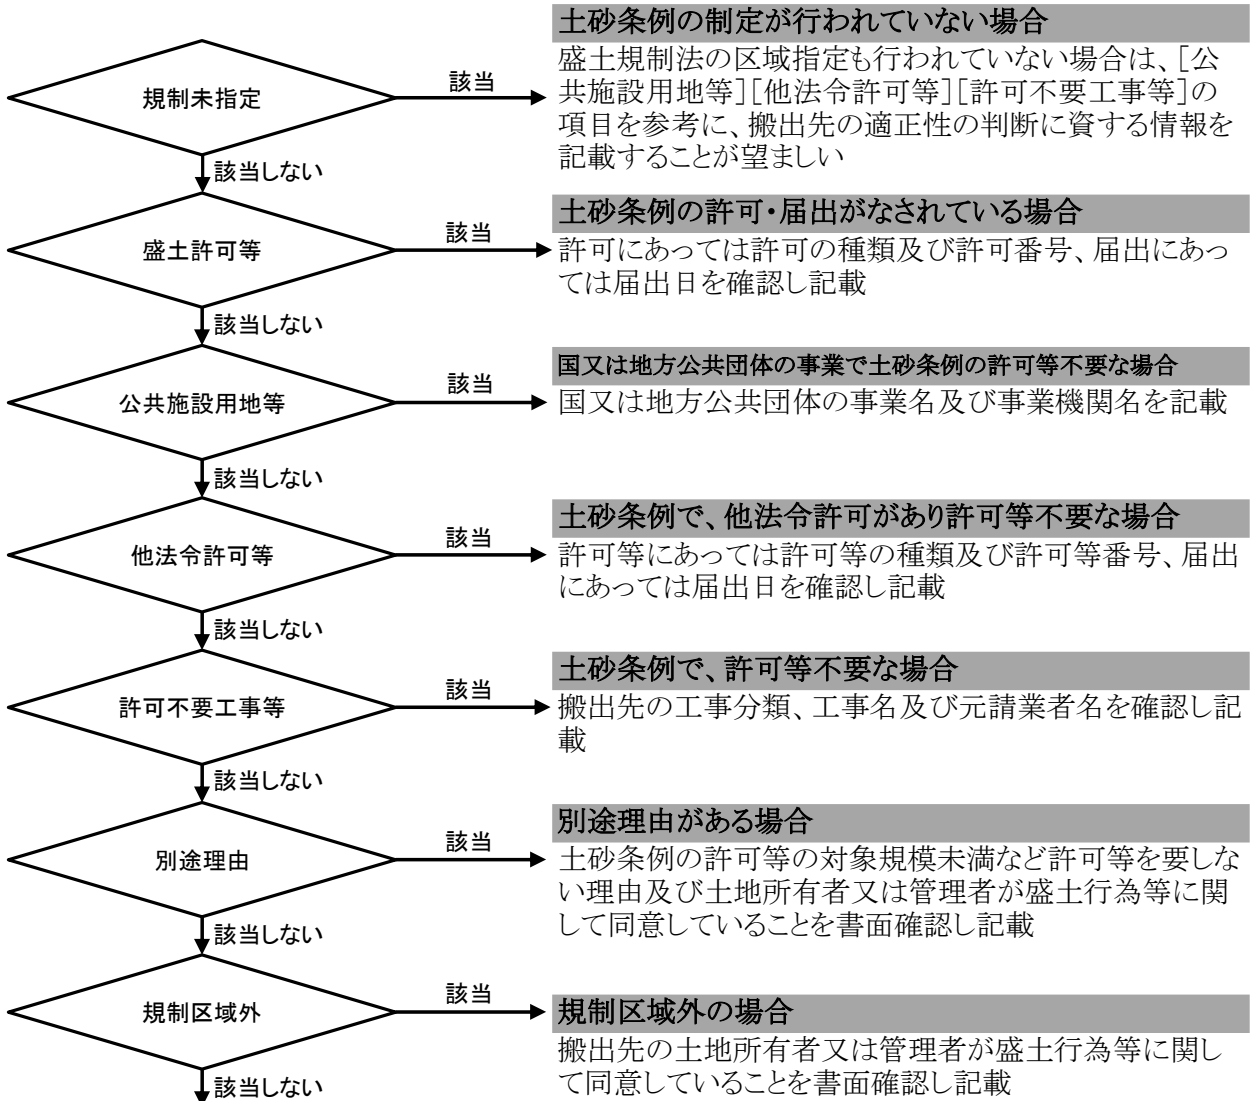 土砂条例の制定が行われていない場合
規制未指定
該当
盛土規制法の区域指定も行われていない場合は、[公
共施設用地等][他法令許可等][許可不要工事等]の
項目を参考に、搬出先の適正性の判断に資する情報を
記載することが望ましい
該当しない
土砂条例の許可・届出がなされている場合
盛土許可等
該当
許可にあっては許可の種類及び許可番号、届出にあっ
ては届出日を確認し記載
該当しない
国又は地方公共団体の事業で土砂条例の許可等不要な場合
公共施設用地等
該当
国又は地方公共団体の事業名及び事業機関名を記載
該当しない
土砂条例で、他法令許可があり許可等不要な場合
他法令許可等
該当
許可等にあっては許可等の種類及び許可等番号、届出
にあっては届出日を確認し記載
該当しない
土砂条例で、許可等不要な場合
許可不要工事等
該当
搬出先の工事分類、工事名及び元請業者名を確認し記
載
該当しない
別途理由がある場合
別途理由
該当
土砂条例の許可等の対象規模未満など許可等を要しな
い理由及び土地所有者又は管理者が盛土行為等に関
して同意していることを書面確認し記載
該当しない
規制区域外の場合
規制区域外
該当
搬出先の土地所有者又は管理者が盛土行為等に関し
て同意していることを書面確認し記載
該当しない